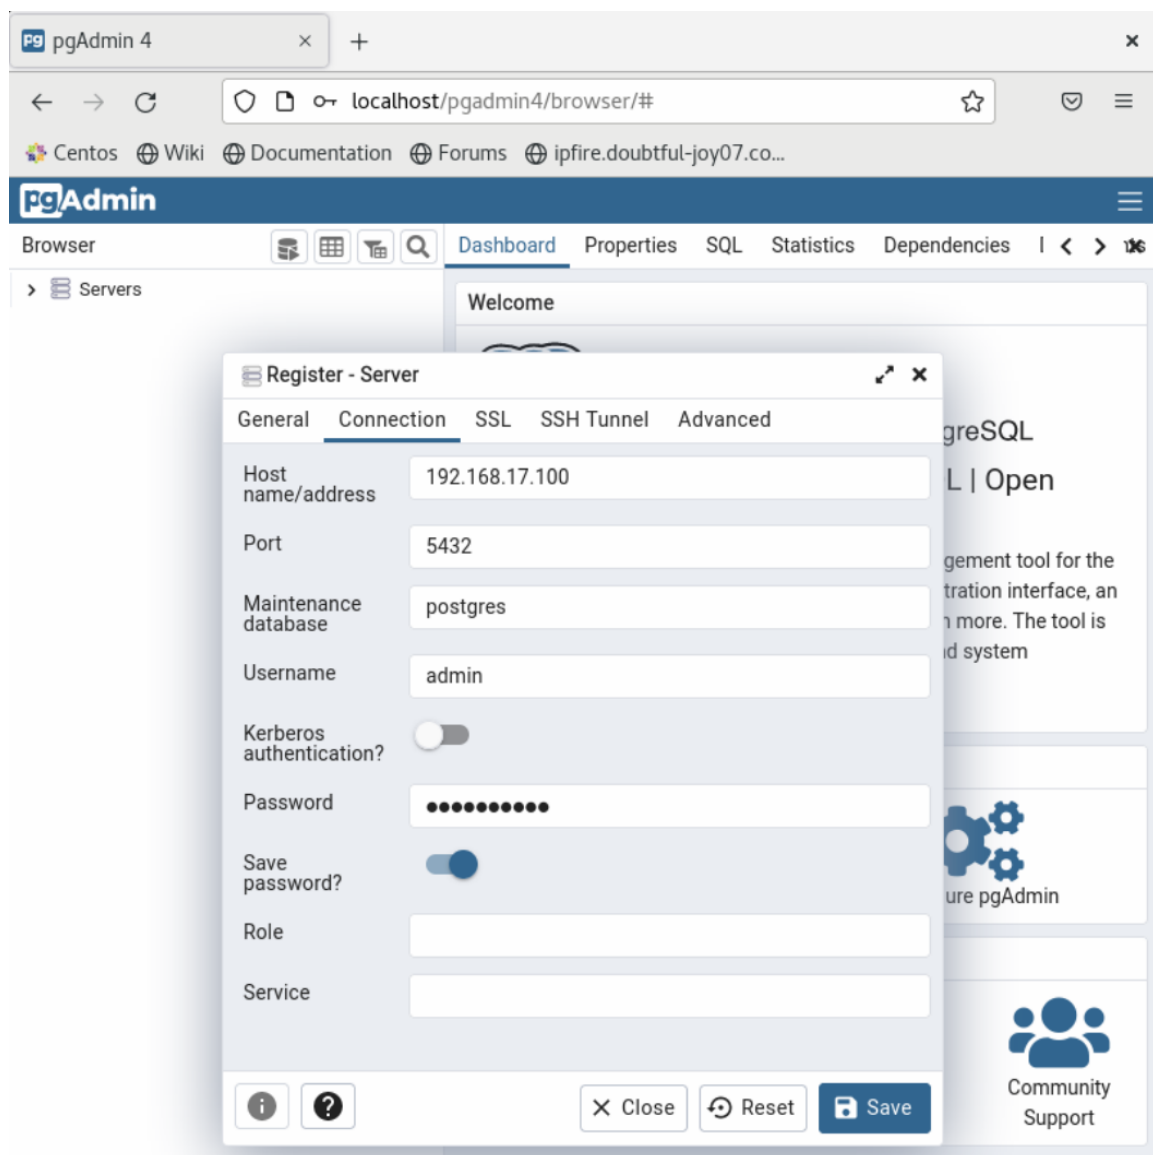 pgAdmin 4
localhost/pgadmin4/browser/#
Centos Wiki Documentation Forums ipfire.doubtful-joy07.co...
pgAdmin
Browser Dashboard Properties SQL Statistics Dependencies
Servers
Welcome
Register - Server
General Connection SSL SSH Tunnel Advanced
greSQL
Host name/address 192.168.17.100
L | Open
Port 5432
gement tool for the
tration interface, an
Maintenance database postgres
more. The tool is
d system
Username admin
Kerberos authentication?
Password ••••••••••
Save password?
ure pgAdmin
Role
Service
Community
Support
Close Reset Save